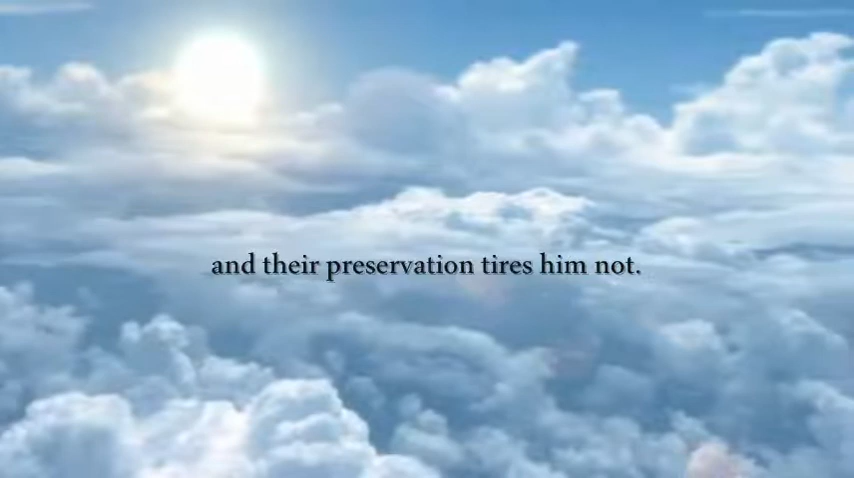 and their preservation tires him not.